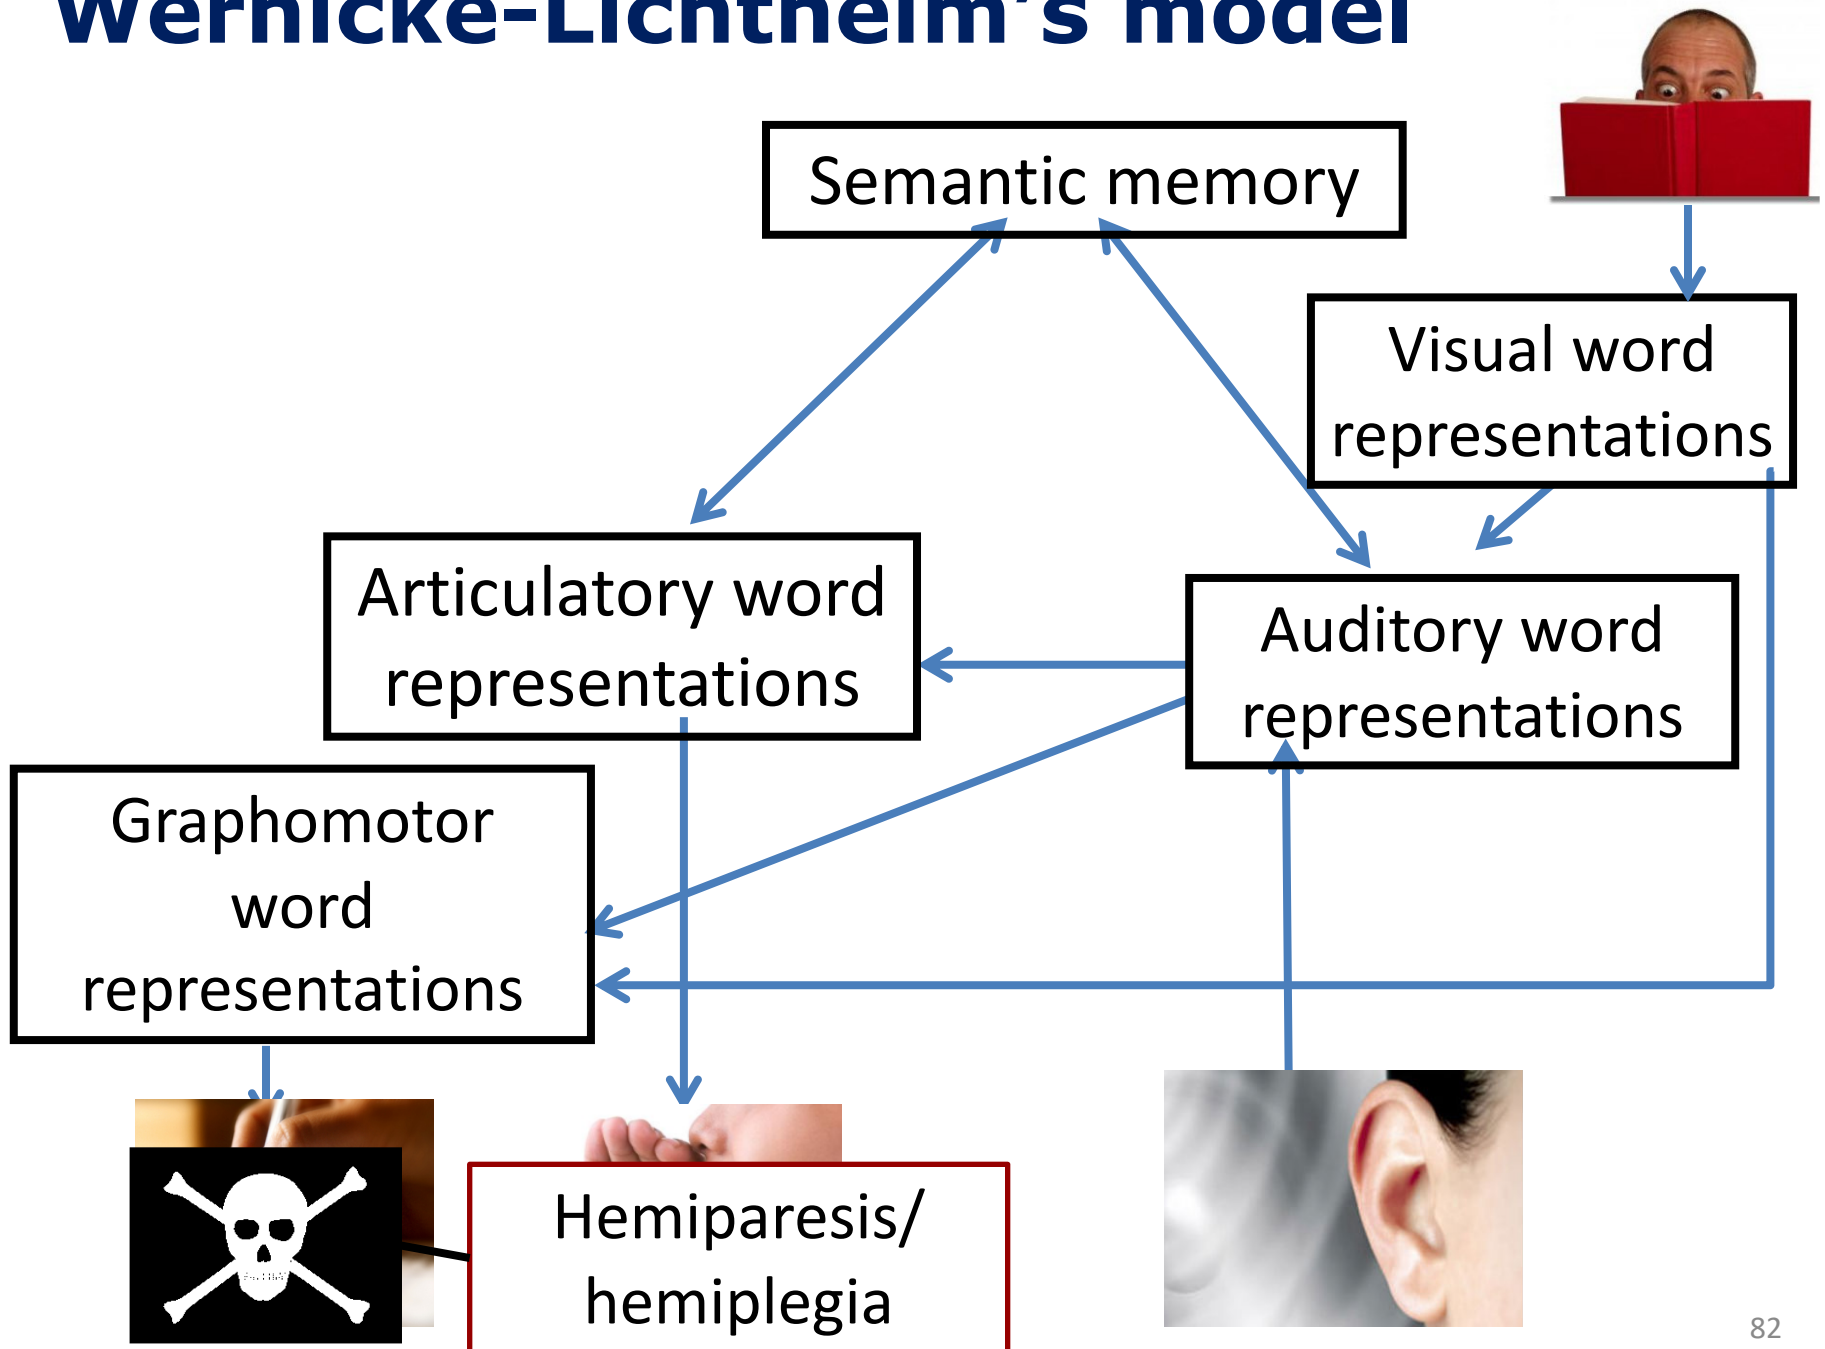 Wernicke-Lichtheim's model
Semantic memory
Visual word
representations
Articulatory word
representations
Auditory word
representations
Graphomotor
word
representations
Hemiparesis/
hemiplegia
82